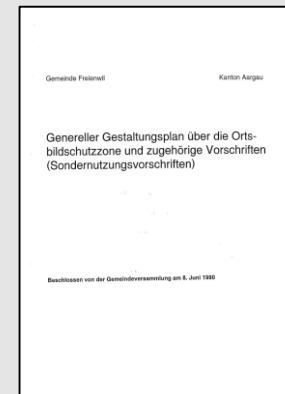 Gemeinde Freienwil Kanton Aargau
Genereller Gestaltungsplan über die Orts-
bildschutzzone und zugehörige Vorschriften
(Sondernutzungsvorschriften)
Beschlossen von der Gemeindeversammlung am 8. Juni 1990